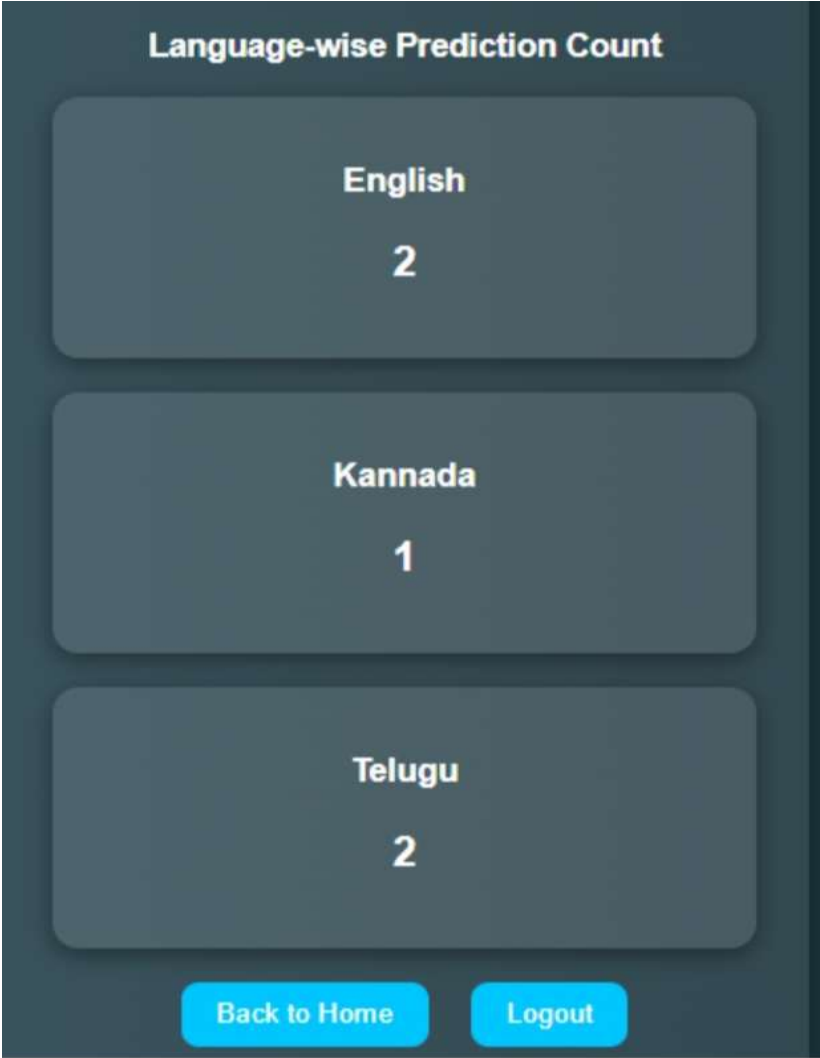 Language-wise Prediction Count
English
2
Kannada
1
Telugu
2
Back to Home Logout